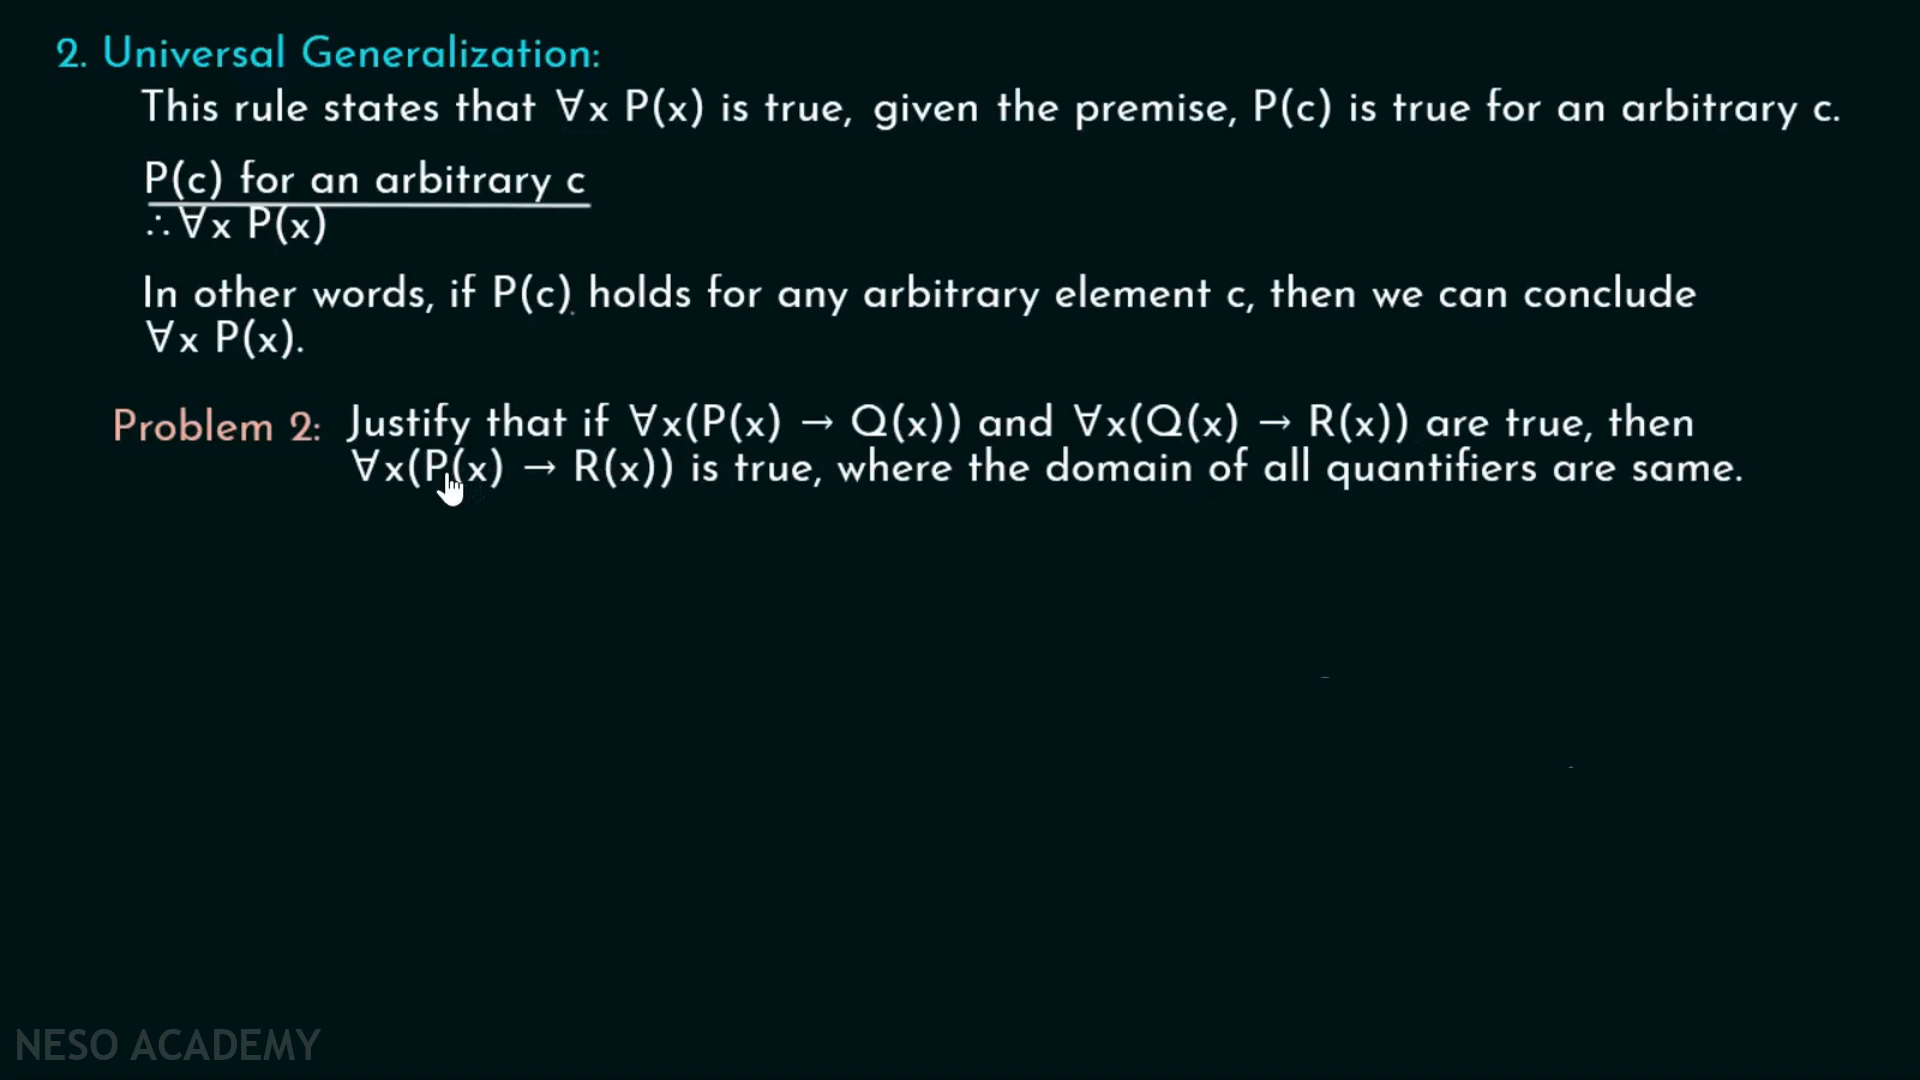 2. Universal Generalization:
This rule states that ∀x P(x) is true, given the premise, P(c) is true for an arbitrary c.
P(c) for an arbitrary c
∴ ∀x P(x)
In other words, if P(c) holds for any arbitrary element c, then we can conclude
∀x P(x).
Problem 2: Justify that if ∀x(P(x) → Q(x)) and ∀x(Q(x) → R(x)) are true, then
∀x(P(x) → R(x)) is true, where the domain of all quantifiers are same.
NESO ACADEMY